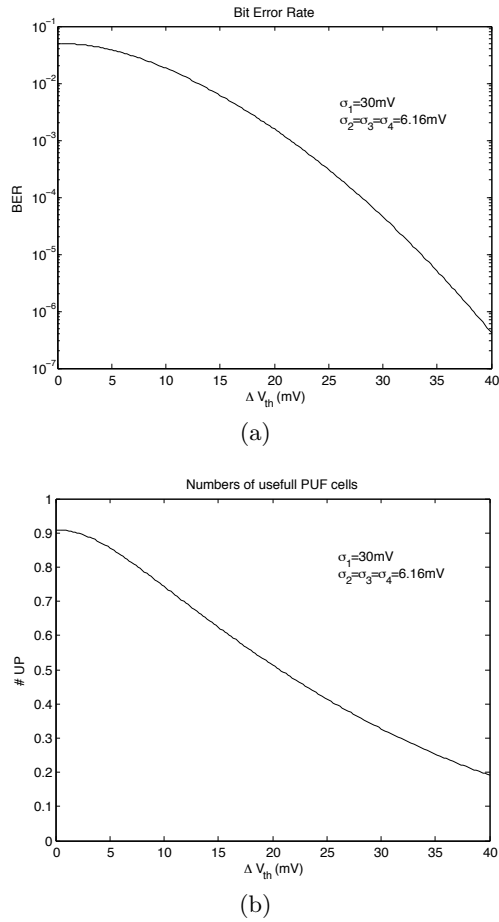 Bit Error Rate
10⁻¹
10⁻²
10⁻³
10⁻⁴
10⁻⁵
10⁻⁶
10⁻⁷
BER
σ₁=30mV
σ₂=σ₃=σ₄=6.16mV
0 5 10 15 20 25 30 35 40
Δ Vₜₕ (mV)
(a)
Numbers of usefull PUF cells
1
0.9
0.8
0.7
0.6
0.5
0.4
0.3
0.2
0.1
0
# UP
σ₁=30mV
σ₂=σ₃=σ₄=6.16mV
0 5 10 15 20 25 30 35 40
Δ Vₜₕ (mV)
(b)